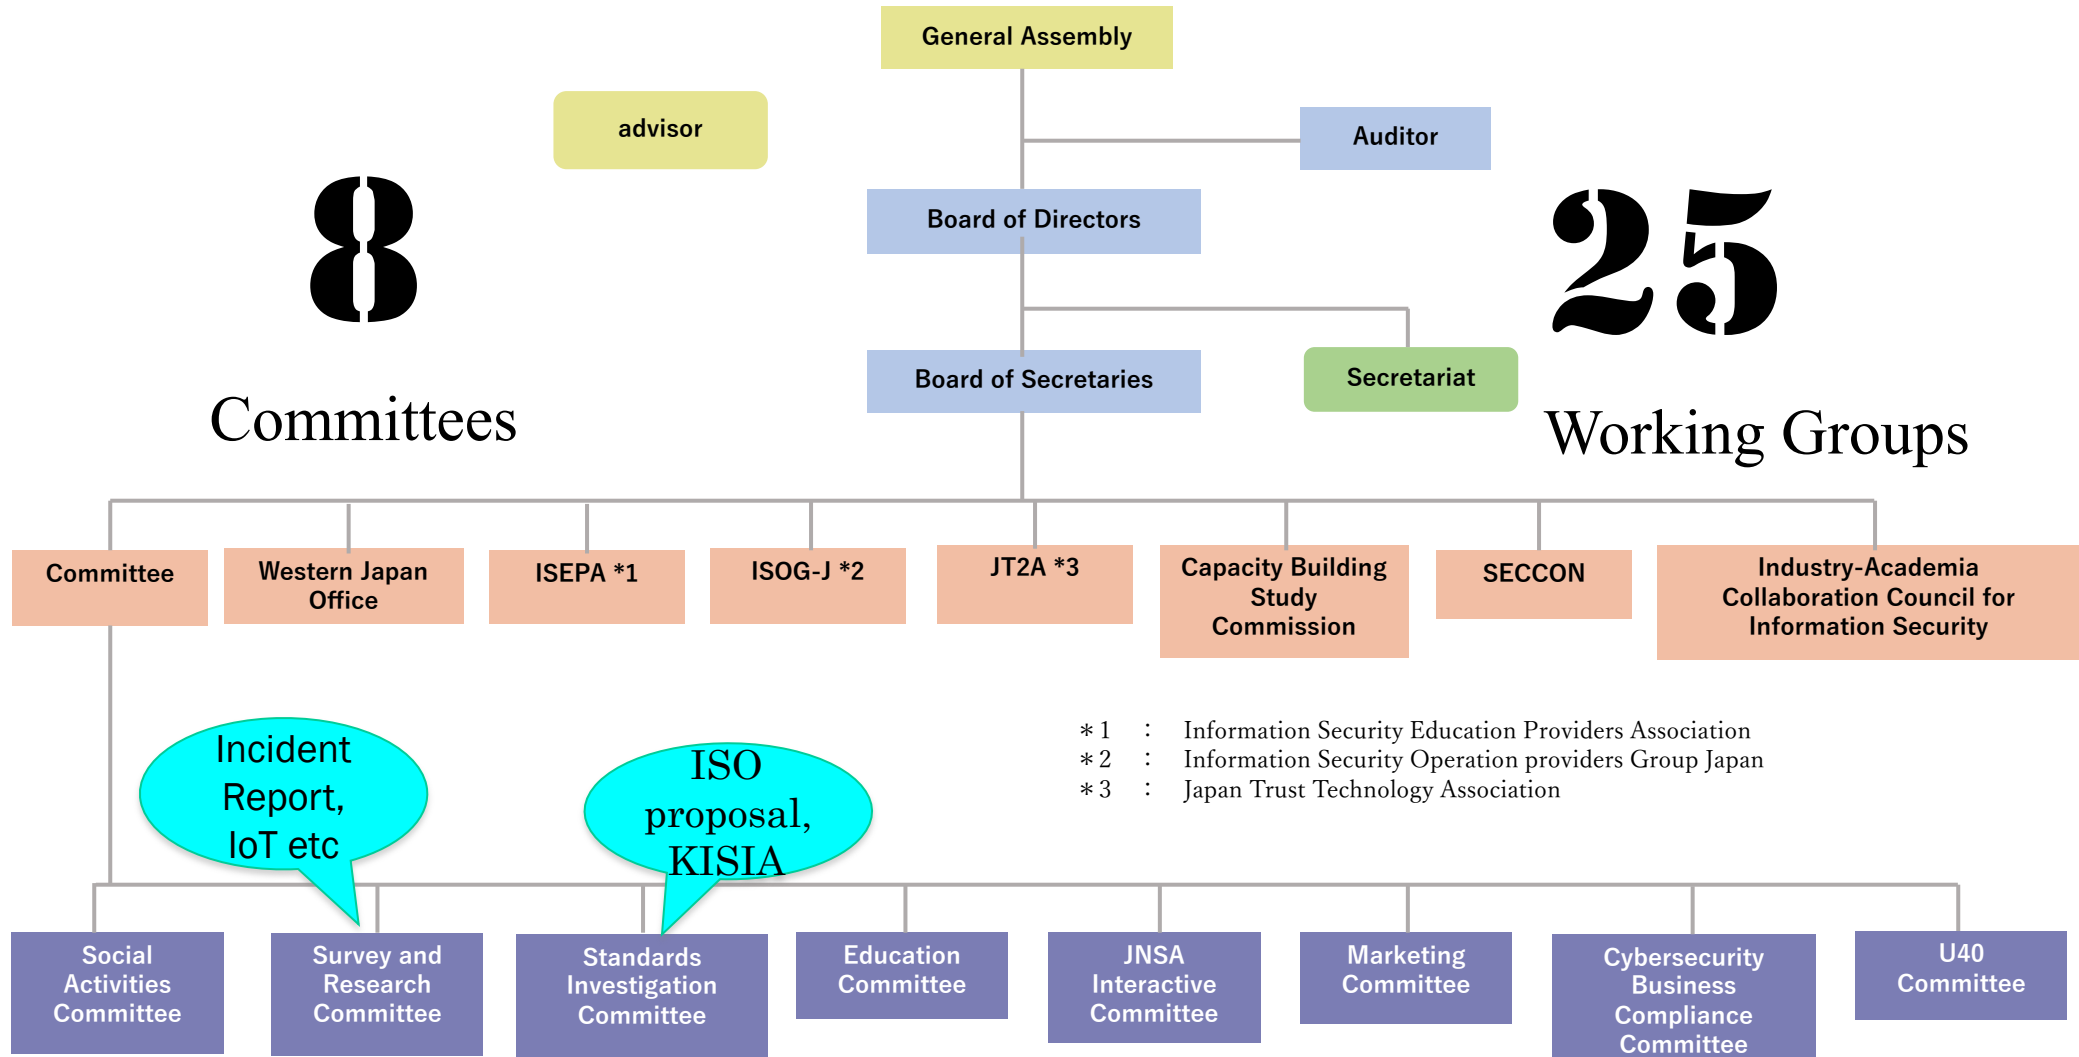 General Assembly
advisor
Auditor
8
Committees
Board of Directors
25
Working Groups
Board of Secretaries
Secretariat
Committee
Western Japan
Office
ISEPA *1
ISOG-J *2
JT2A *3
Capacity Building
Study
Commission
SECCON
Industry-Academia
Collaboration Council for
Information Security
＊1 ： Information Security Education Providers Association
＊2 ： Information Security Operation providers Group Japan
＊3 ： Japan Trust Technology Association
Incident
Report,
IoT etc
ISO
proposal,
KISIA
Social
Activities
Committee
Survey and
Research
Committee
Standards
Investigation
Committee
Education
Committee
JNSA
Interactive
Committee
Marketing
Committee
Cybersecurity
Business
Compliance
Committee
U40
Committee